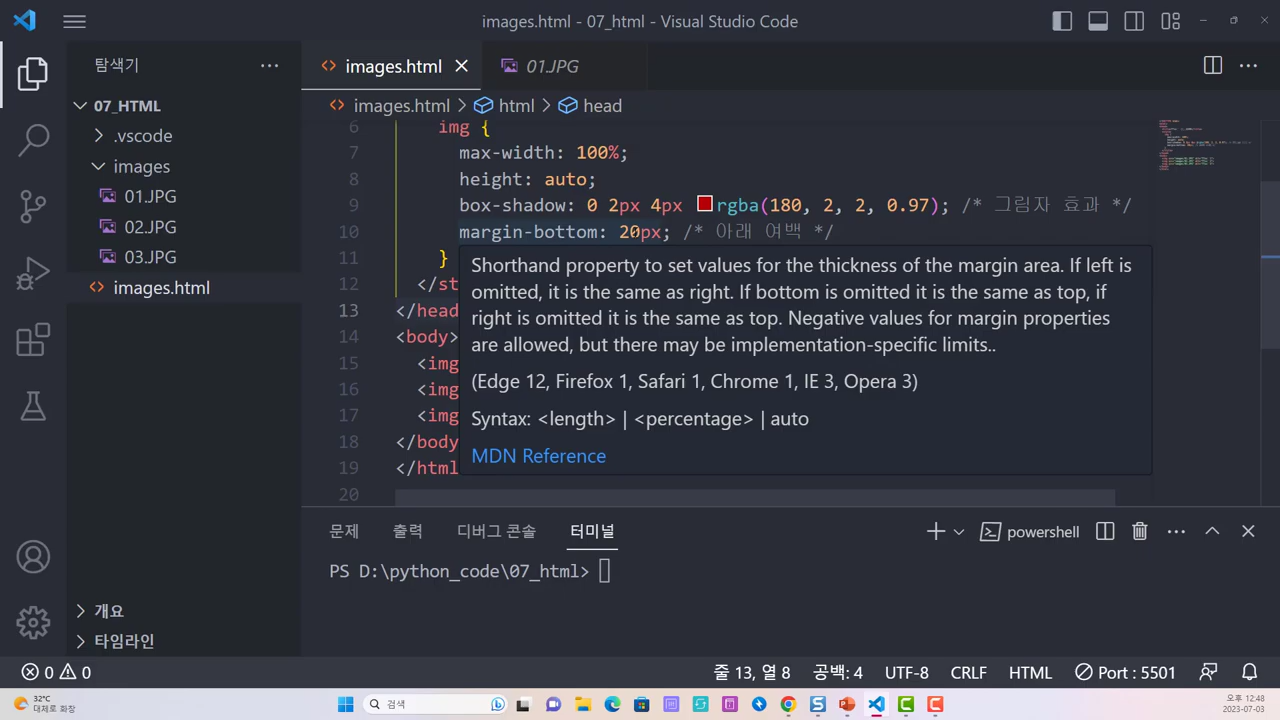 images.html - 07_html - Visual Studio Code
탐색기
07_HTML
.vscode
images
01.JPG
02.JPG
03.JPG
images.html
개요
타임라인
images.html
01.JPG
images.html > html > head
6 img {
7 max-width: 100%;
8 height: auto;
9 box-shadow: 0 2px 4px rgba(180, 2, 2, 0.97); /* 그림자 효과 */
10 margin-bottom: 20px; /* 아래 여백 */
11 }
12 </st
13 </head
14 <body>
15 <img
16 <img
17 <img
18 </body
19 </html
20
Shorthand property to set values for the thickness of the margin area. If left is
omitted, it is the same as right. If bottom is omitted it is the same as top, if
right is omitted it is the same as top. Negative values for margin properties
are allowed, but there may be implementation-specific limits..
(Edge 12, Firefox 1, Safari 1, Chrome 1, IE 3, Opera 3)
Syntax: <length> | <percentage> | auto
MDN Reference
문제 출력 디버그 콘솔 터미널 powershell
PS D:\python_code\07_html>
0 0 줄 13, 열 8 공백: 4 UTF-8 CRLF HTML Port : 5501
32°C
대체로 화창
검색
오후 12:48
2023-07-03